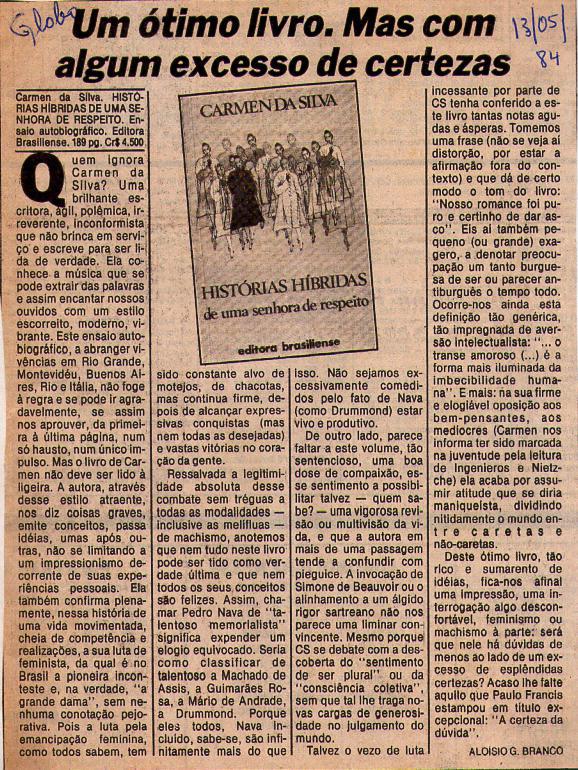 Globo
13/05/
84
Um ótimo livro. Mas com
algum excesso de certezas
Carmen da Silva. HISTÓ-
RIAS HÍBRIDAS DE UMA SE-
NHORA DE RESPEITO. En-
saio autobiográfico. Editora
Brasiliense. 189 pg. Cr$ 4.500
Quem ignora
Carmen da
Silva? Uma
brilhante es-
critora, ágil, polêmica, ir-
reverente, inconformista
que não brinca em servi-
ço e escreve para ser li-
da de verdade. Ela co-
nhece a música que se
pode extrair das palavras
e assim encantar nossos
ouvidos com um estilo
escorreito, moderno, vi-
brante. Este ensaio auto-
biográfico, a abranger vi-
vências em Rio Grande,
Montevidéu, Buenos Ai-
res, Rio e Itália, não foge
à regra e se pode ir agra-
davelmente, se assim
nos aprouver, da primei-
ra à última página, num
só hausto, num único im-
pulso. Mas o livro de Car-
men não deve ser lido à
ligeira. A autora, através
desse estilo atraente,
nos diz coisas graves,
emite conceitos, passa
idéias, umas após ou-
tras, não se limitando a
um impressionismo de-
corrente de suas expe-
riências pessoais. Ela
também confirma plena-
mente, nessa história de
uma vida movimentada,
cheia de competência e
realizações, a sua luta de
feminista, da qual é no
Brasil a pioneira incon-
teste e, na verdade, "a
grande dama", sem ne-
nhuma conotação pejo-
rativa. Pois a luta pela
emancipação feminina,
como todos sabem, tem
CARMEN DA SILVA
HISTÓRIAS HÍBRIDAS
de uma senhora de respeito
editora brasiliense
sido constante alvo de
motejos, de chacotas,
mas continua firme, de-
pois de alcançar expres-
sivas conquistas (mas
nem todas as desejadas)
e vastas vitórias no cora-
ção da gente.
Ressalvada a legitimi-
dade absoluta desse
combate sem tréguas a
todas as modalidades —
inclusive as melífluas —
de machismo, anotemos
que nem tudo neste livro
pode ser tido como ver-
dade última e que nem
todos os seus conceitos
são felizes. Assim, cha-
mar Pedro Nava de "ta-
lentoso memorialista"
significa expender um
elogio equivocado. Seria
como classificar de
talentoso a Machado de
Assis, a Guimarães Ro-
sa, a Mário de Andrade,
a Drummond. Porque
eles todos, Nava in-
cluído, sabe-se, são infi-
nitamente mais do que
isso. Não sejamos ex-
cessivamente comedi-
dos pelo fato de Nava
(como Drummond) estar
vivo e produtivo.
De outro lado, parece
faltar a este volume, tão
sentencioso, uma boa
dose de compaixão, es-
se sentimento a possibi-
litar talvez — quem sa-
be? — uma vigorosa revi-
são ou multivisão da vi-
da, e que a autora em
mais de uma passagem
tende a confundir com
pieguice. A invocação de
Simone de Beauvoir ou o
alinhamento a um álgido
rigor sartreano não nos
parece uma liminar con-
vincente. Mesmo porque
CS se debate com a des-
coberta do "sentimento
de ser plural" ou da
"consciência coletiva",
sem que tal lhe traga no-
vas cargas de generosi-
dade no julgamento do
mundo.
Talvez o vezo de luta
incessante por parte de
CS tenha conferido a es-
te livro tantas notas agu-
das e ásperas. Tomemos
uma frase (não se veja aí
distorção, por estar a
afirmação fora do con-
texto) e que dá de certo
modo o tom do livro:
"Nosso romance foi pu-
ro e certinho de dar as-
co". Eis aí também pe-
queno (ou grande) exa-
gero, a denotar preocu-
pação um tanto burgue-
sa de ser ou parecer an-
tiburguês o tempo todo.
Ocorre-nos ainda esta
definição tão genérica,
tão impregnada de aver-
são intelectualista: "... o
transe amoroso (...) é a
forma mais iluminada da
imbecibilidade huma-
na". E mais: na sua firme
e elogiável oposição aos
bem-pensantes, aos
medíocres (Carmen nos
informa ter sido marcada
na juventude pela leitura
de Ingenieros e Nietz-
che) ela acaba por assu-
mir atitude que se diria
maniqueísta, dividindo
nitidamente o mundo en-
tre caretas e
não-caretas.
Deste ótimo livro, tão
rico e sumarento de
idéias, fica-nos afinal
uma impressão, uma in-
terrogação algo descon-
fortável, feminismo ou
machismo à parte: será
que nele há dúvidas de
menos ao lado de um ex-
cesso de esplêndidas
certezas? Acaso lhe falte
aquilo que Paulo Francis
estampou em título ex-
cepcional: "A certeza da
dúvida".
ALOISIO G. BRANCO